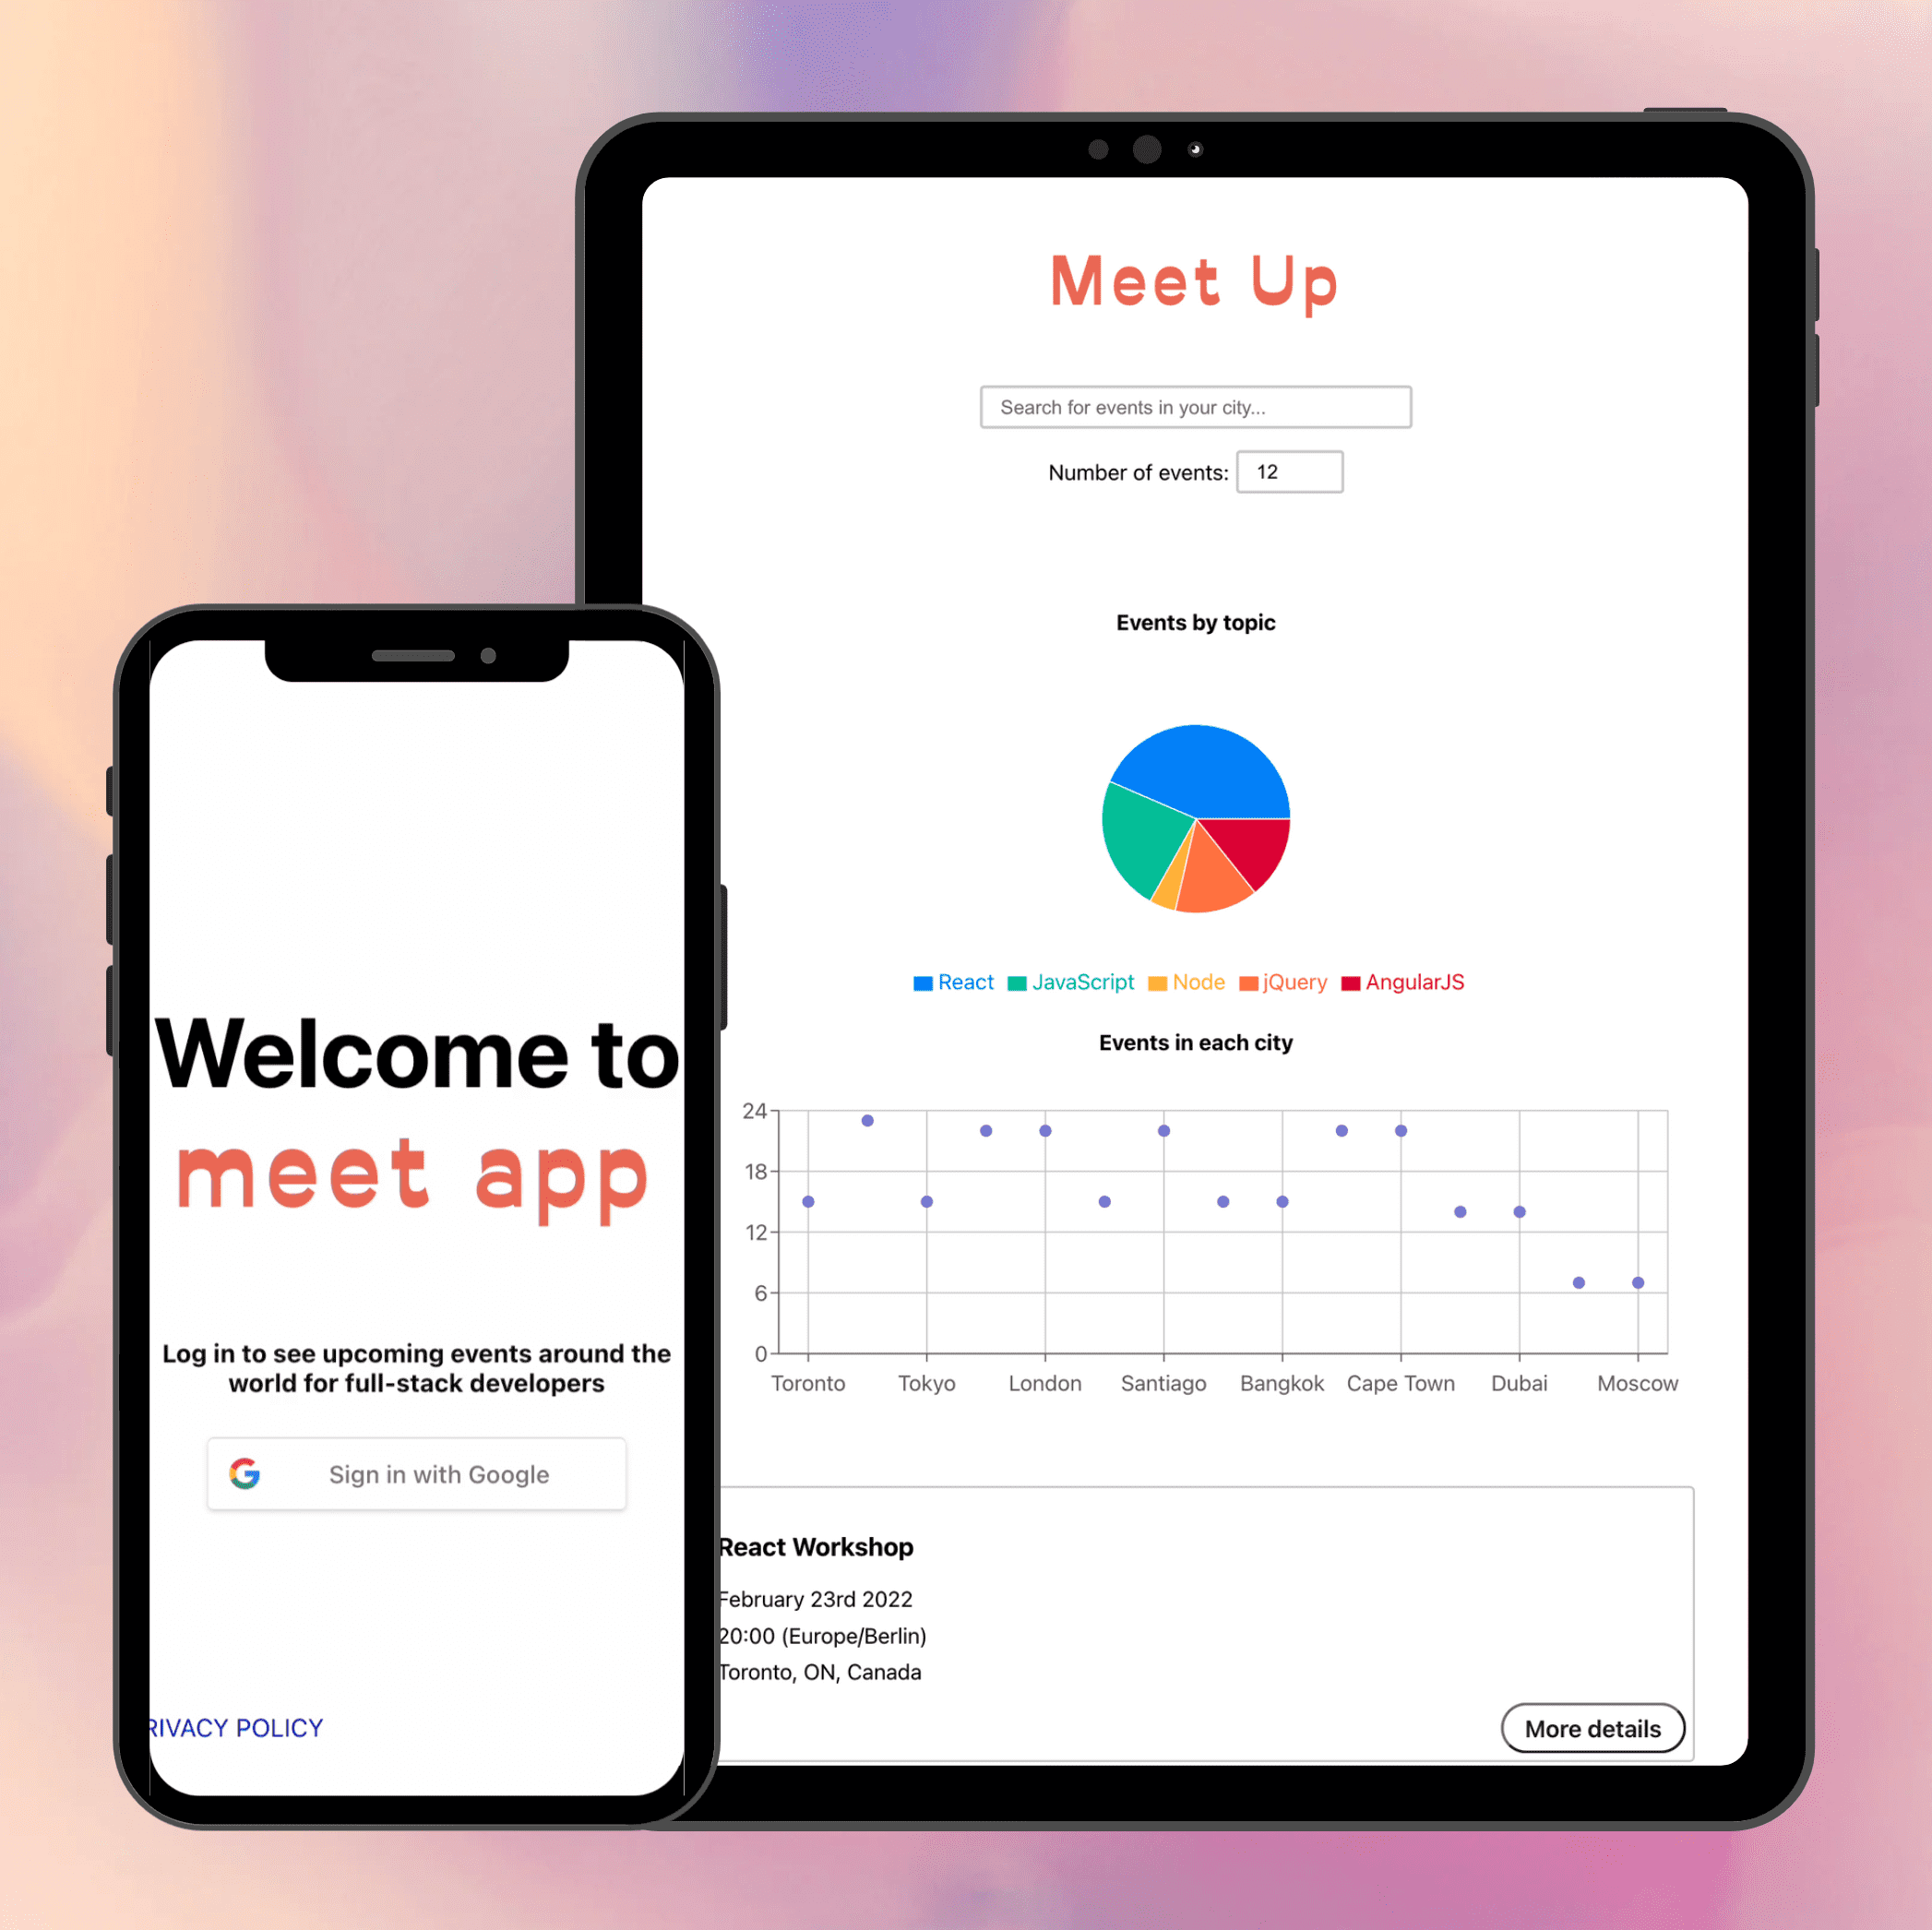 Meet Up
Search for events in your city...
Number of events: 12
Events by topic
React JavaScript Node jQuery AngularJS
Events in each city
24
18
12
6
0
Toronto Tokyo London Santiago Bangkok Cape Town Dubai Moscow
React Workshop
February 23rd 2022
20:00 (Europe/Berlin)
Toronto, ON, Canada
More details
Welcome to
meet app
Log in to see upcoming events around the
world for full-stack developers
Sign in with Google
RIVACY POLICY